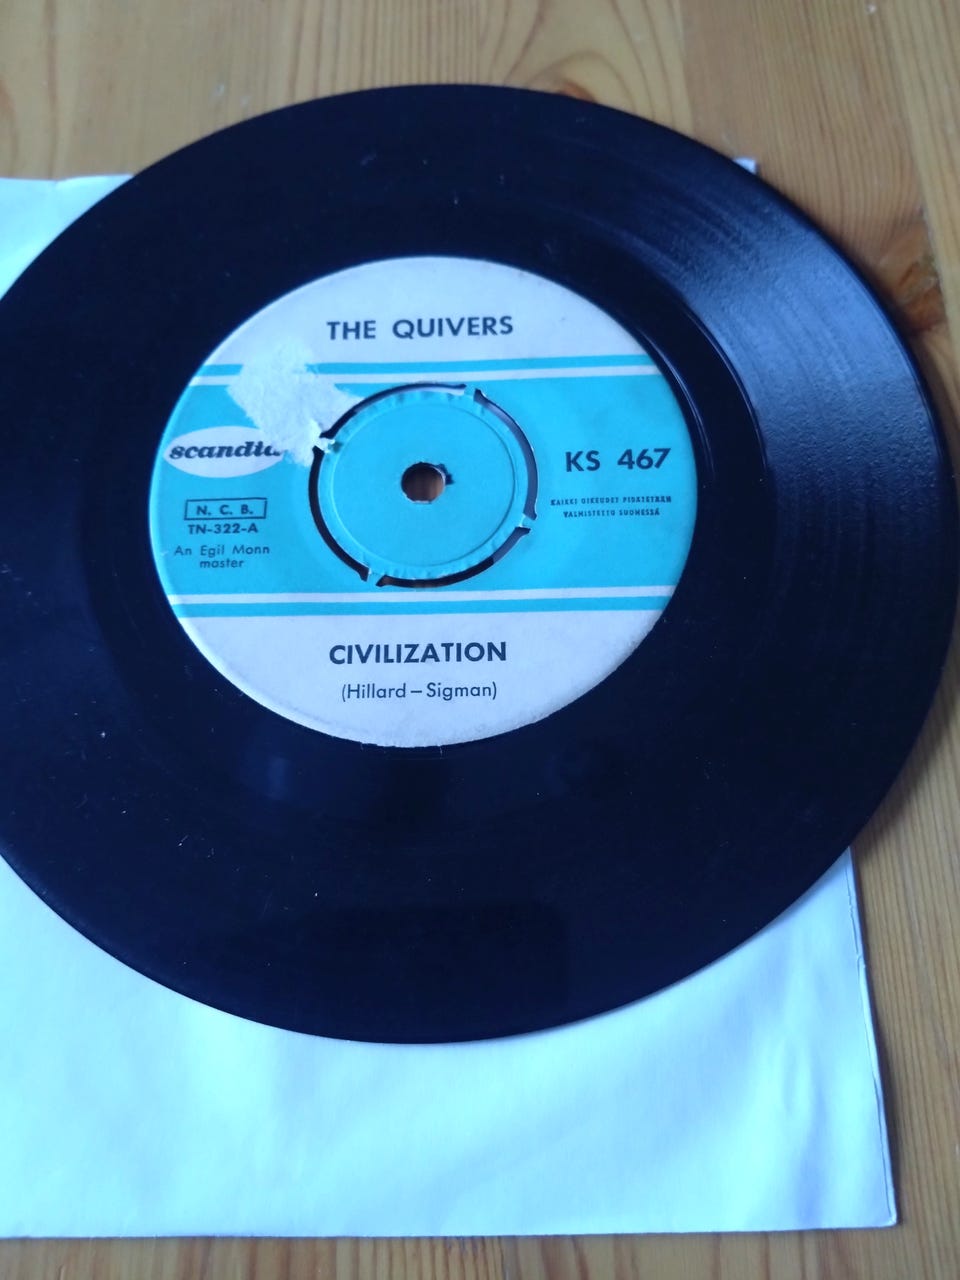 THE QUIVERS
scandia
N. C. B.
TN-322-A
An Egil Monn
master
KS 467
KAIKKI OIKEUDET PIDÄTETÄÄN
VALMISTETTU SUOMESSA
CIVILIZATION
(Hillard – Sigman)